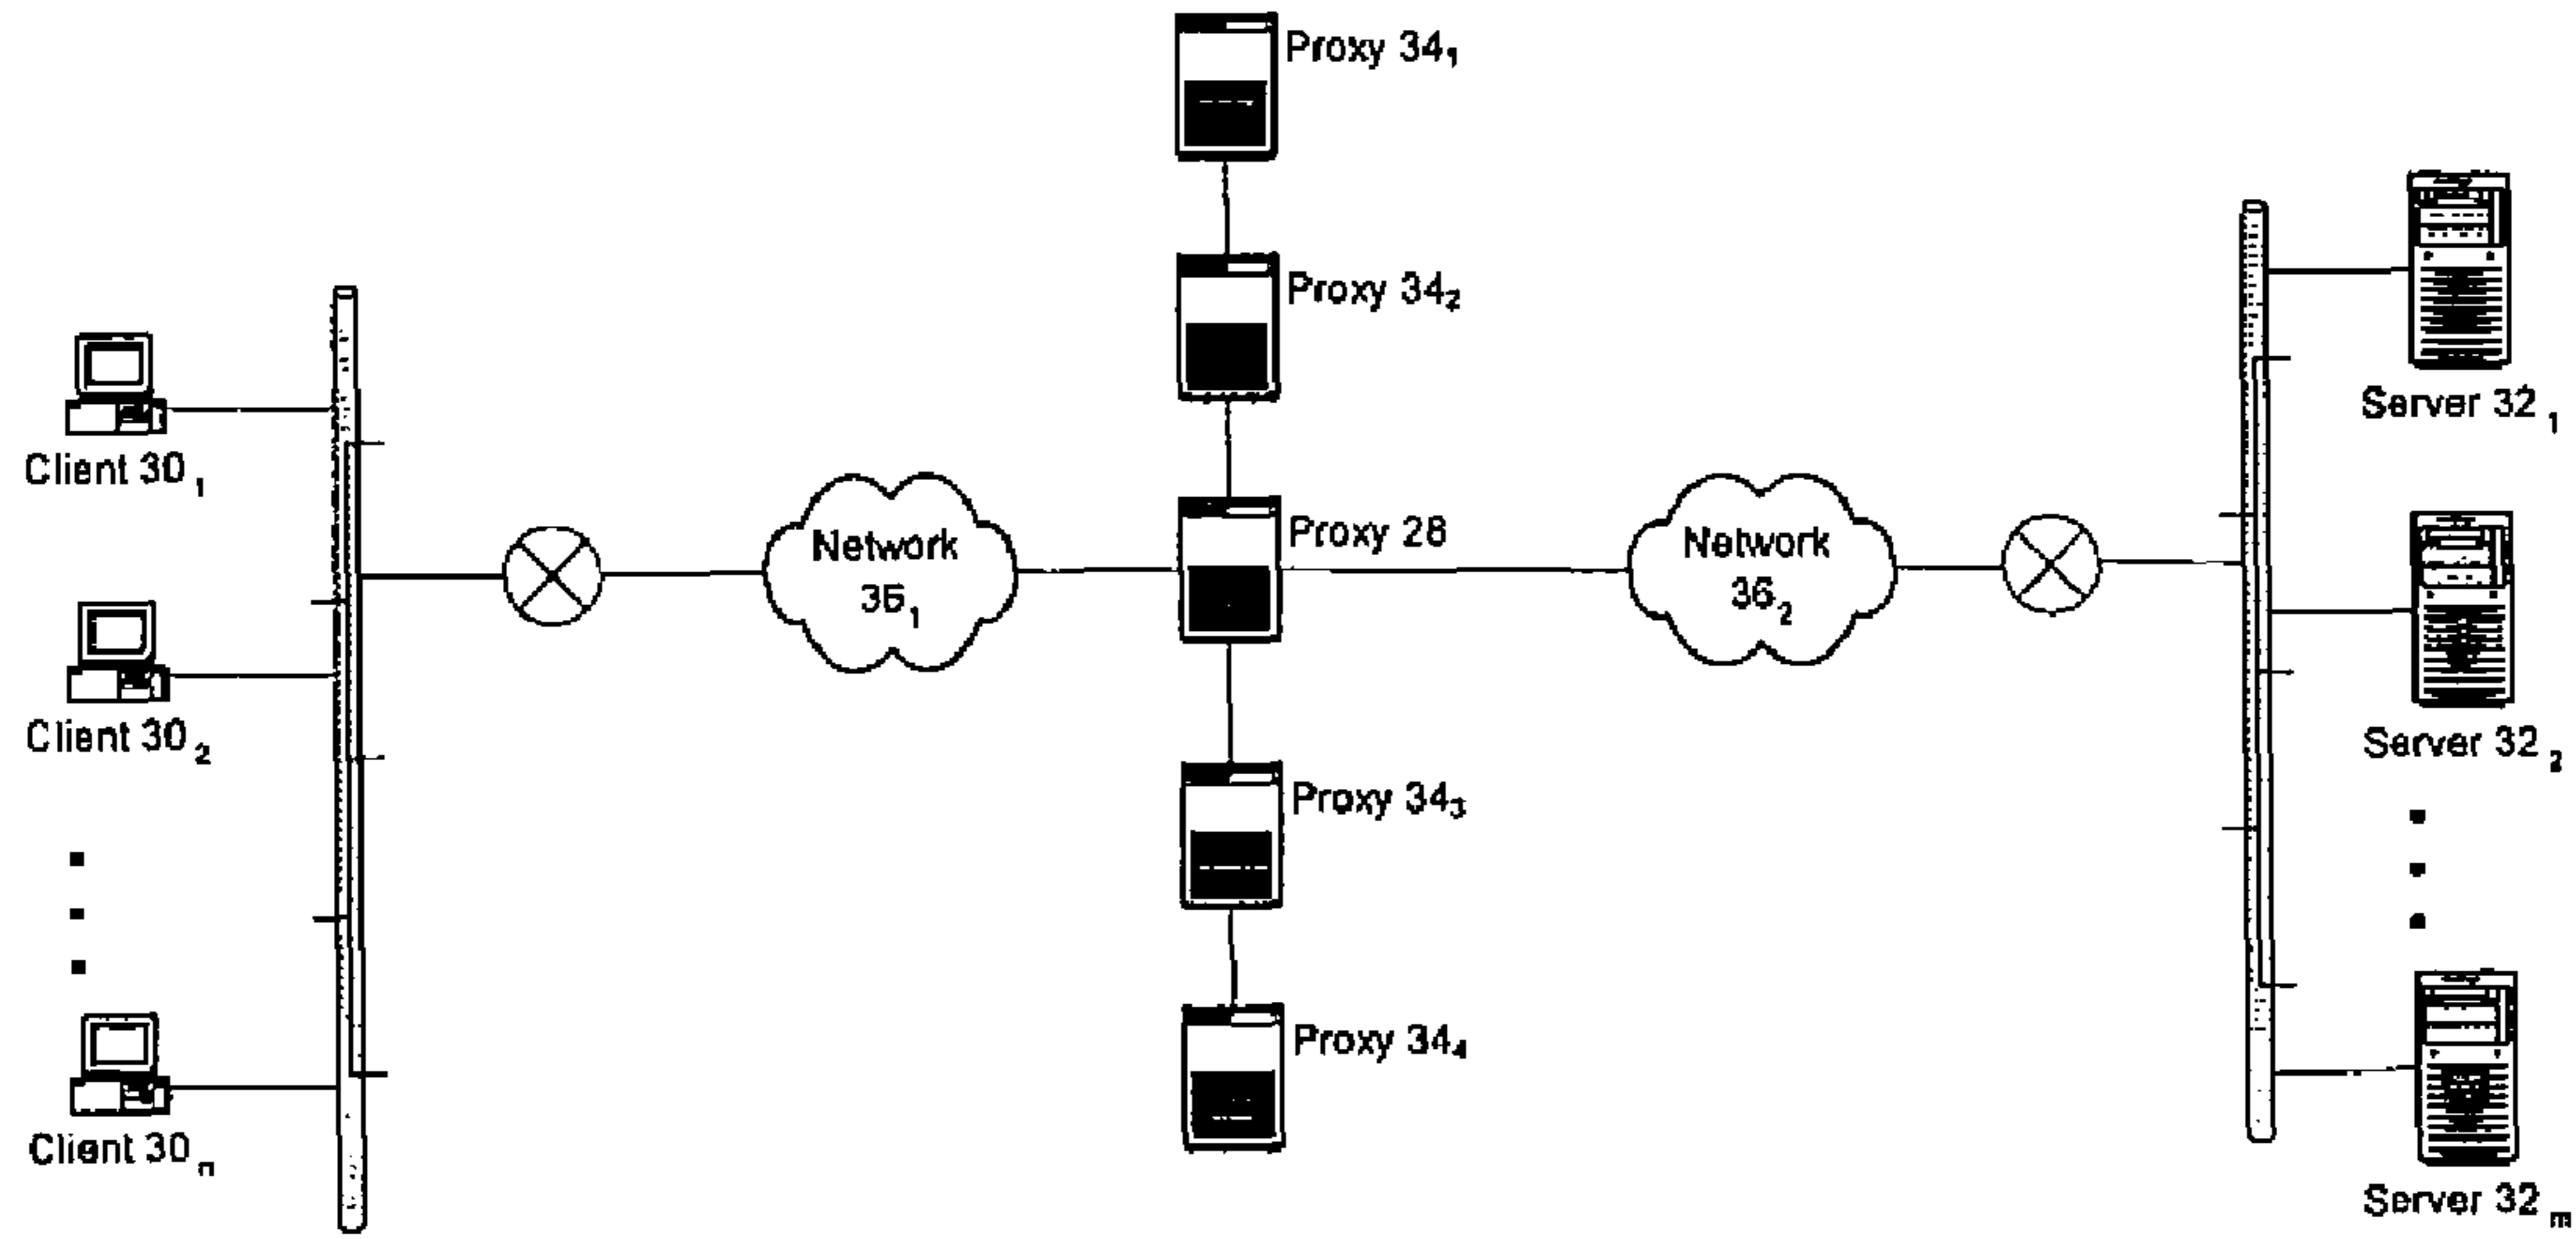 Proxy 34₁
Proxy 34₂
Server 32₁
Client 30₁
Network
36₁
Proxy 28
Network
36₂
Client 30₂
Server 32₂
Proxy 34₃
Proxy 34₄
Client 30ₙ
Server 32ₘ